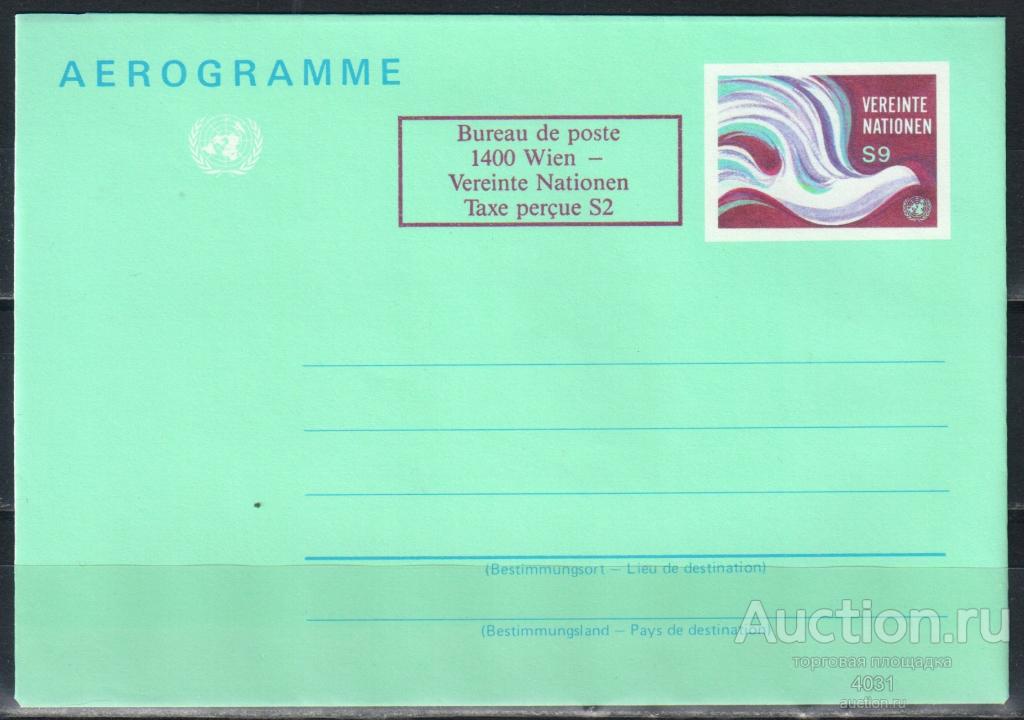 AEROGRAMME
Bureau de poste
1400 Wien –
Vereinte Nationen
Taxe perçue S2
VEREINTE
NATIONEN
S9
(Bestimmungsort – Lieu de destination)
(Bestimmungsland – Pays de destination)
Auction.ru
торговая площадка
4031
auction.ru